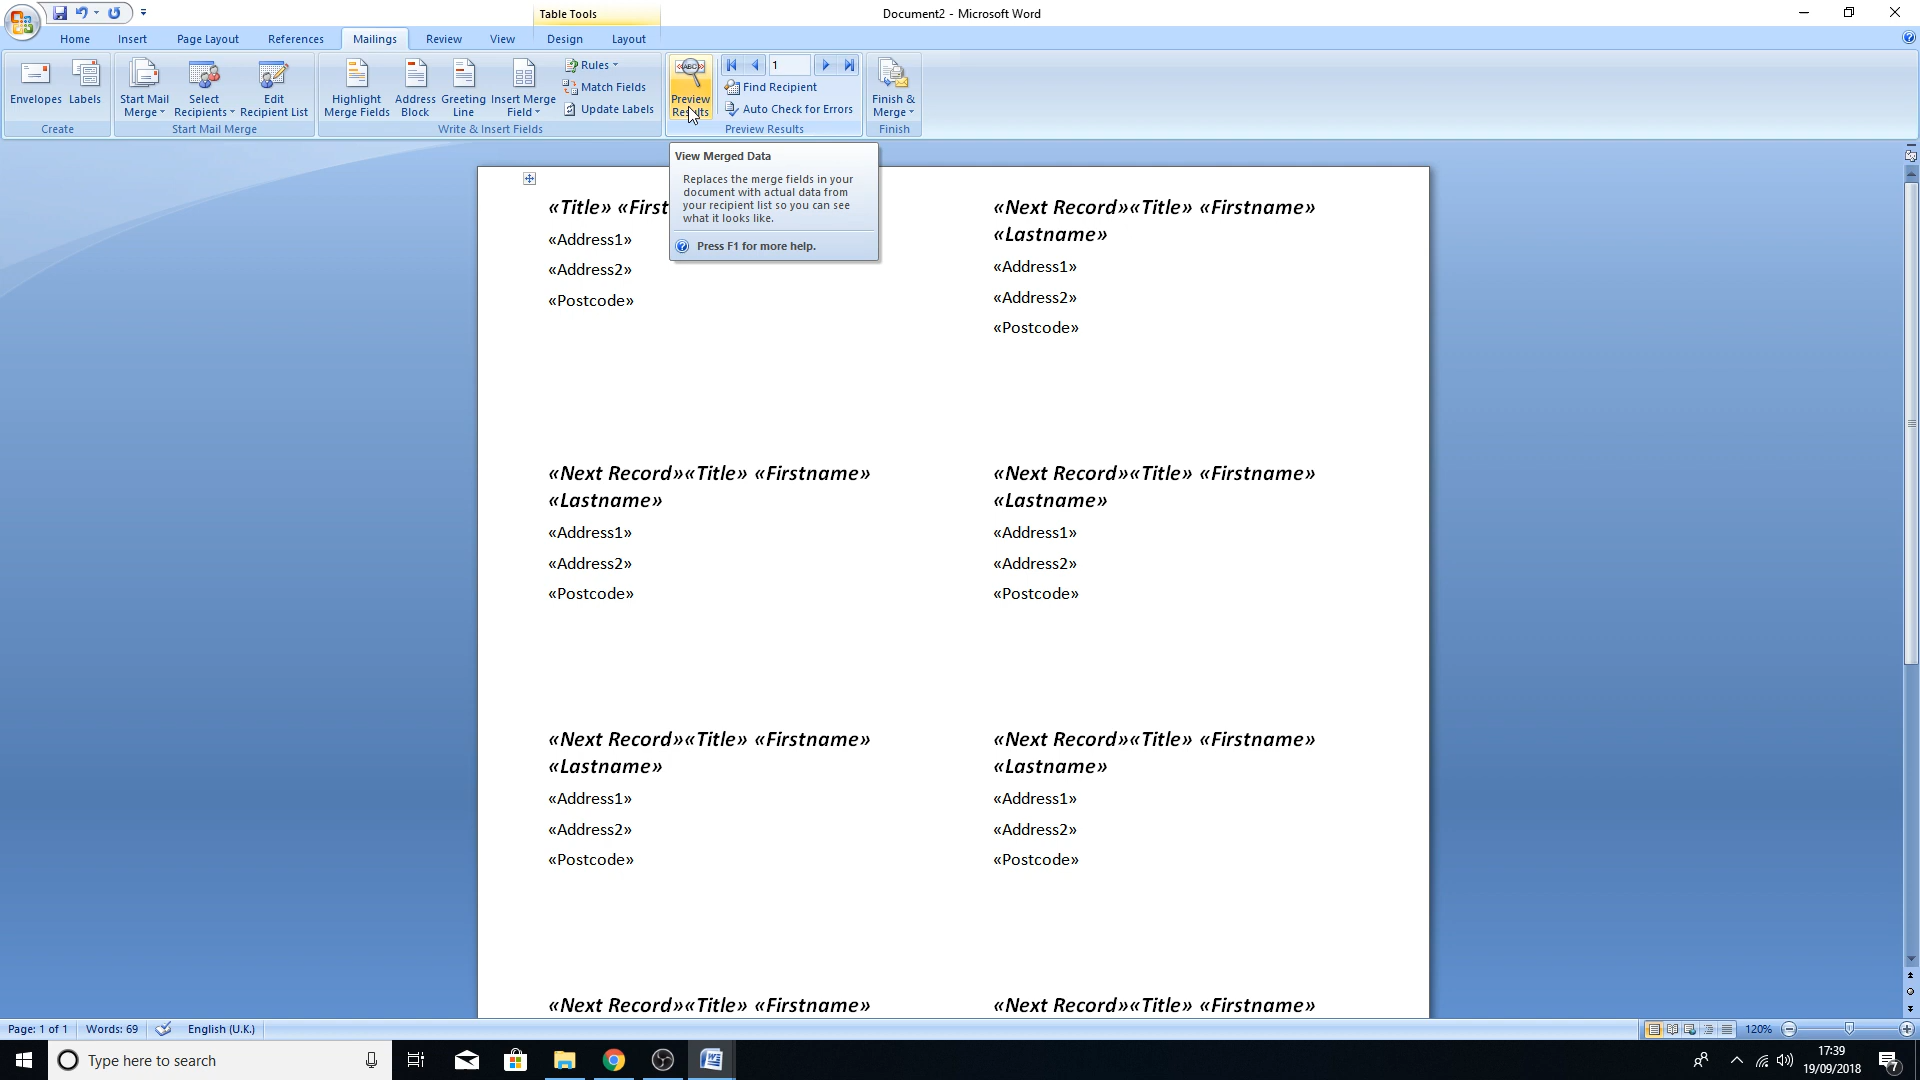 Table Tools
Document2 - Microsoft Word
Home Insert Page Layout References Mailings Review View Design Layout
Envelopes
Labels
Create
Start Mail
Merge
Select
Recipients
Edit
Recipient List
Start Mail Merge
Highlight
Merge Fields
Address
Block
Greeting
Line
Insert Merge
Field
Rules
Match Fields
Update Labels
Write & Insert Fields
«ABC»
Preview
Results
1
Find Recipient
Auto Check for Errors
Preview Results
Finish &
Merge
Finish
View Merged Data
Replaces the merge fields in your
document with actual data from
your recipient list so you can see
what it looks like.
Press F1 for more help.
«Title» «First
«Address1»
«Address2»
«Postcode»
«Next Record»«Title» «Firstname»
«Lastname»
«Address1»
«Address2»
«Postcode»
«Next Record»«Title» «Firstname»
«Lastname»
«Address1»
«Address2»
«Postcode»
«Next Record»«Title» «Firstname»
«Lastname»
«Address1»
«Address2»
«Postcode»
«Next Record»«Title» «Firstname»
«Lastname»
«Address1»
«Address2»
«Postcode»
«Next Record»«Title» «Firstname»
«Lastname»
«Address1»
«Address2»
«Postcode»
«Next Record»«Title» «Firstname»
«Next Record»«Title» «Firstname»
Page: 1 of 1 Words: 69 English (U.K.) 120%
Type here to search
17:39
19/09/2018
7